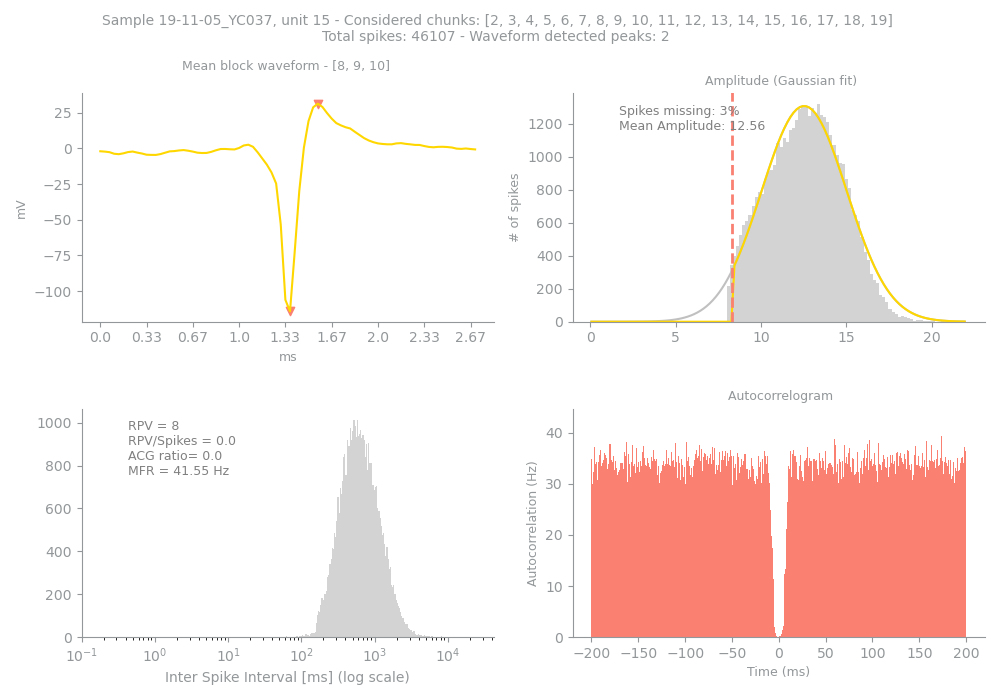 Sample 19-11-05_YC037, unit 15 - Considered chunks: [2, 3, 4, 5, 6, 7, 8, 9, 10, 11, 12, 13, 14, 15, 16, 17, 18, 19]
Total spikes: 46107 - Waveform detected peaks: 2
Mean block waveform - [8, 9, 10]
25
0
−25
−50
−75
−100
mV
0.0 0.33 0.67 1.0 1.33 1.67 2.0 2.33 2.67
ms
Amplitude (Gaussian fit)
Spikes missing: 3%
Mean Amplitude: 12.56
1200
1000
800
600
400
200
0
# of spikes
0 5 10 15 20
RPV = 8
RPV/Spikes = 0.0
ACG ratio= 0.0
MFR = 41.55 Hz
1000
800
600
400
200
0
10⁻¹ 10⁰ 10¹ 10² 10³ 10⁴
Inter Spike Interval [ms] (log scale)
Autocorrelogram
40
30
20
10
0
Autocorrelation (Hz)
−200 −150 −100 −50 0 50 100 150 200
Time (ms)